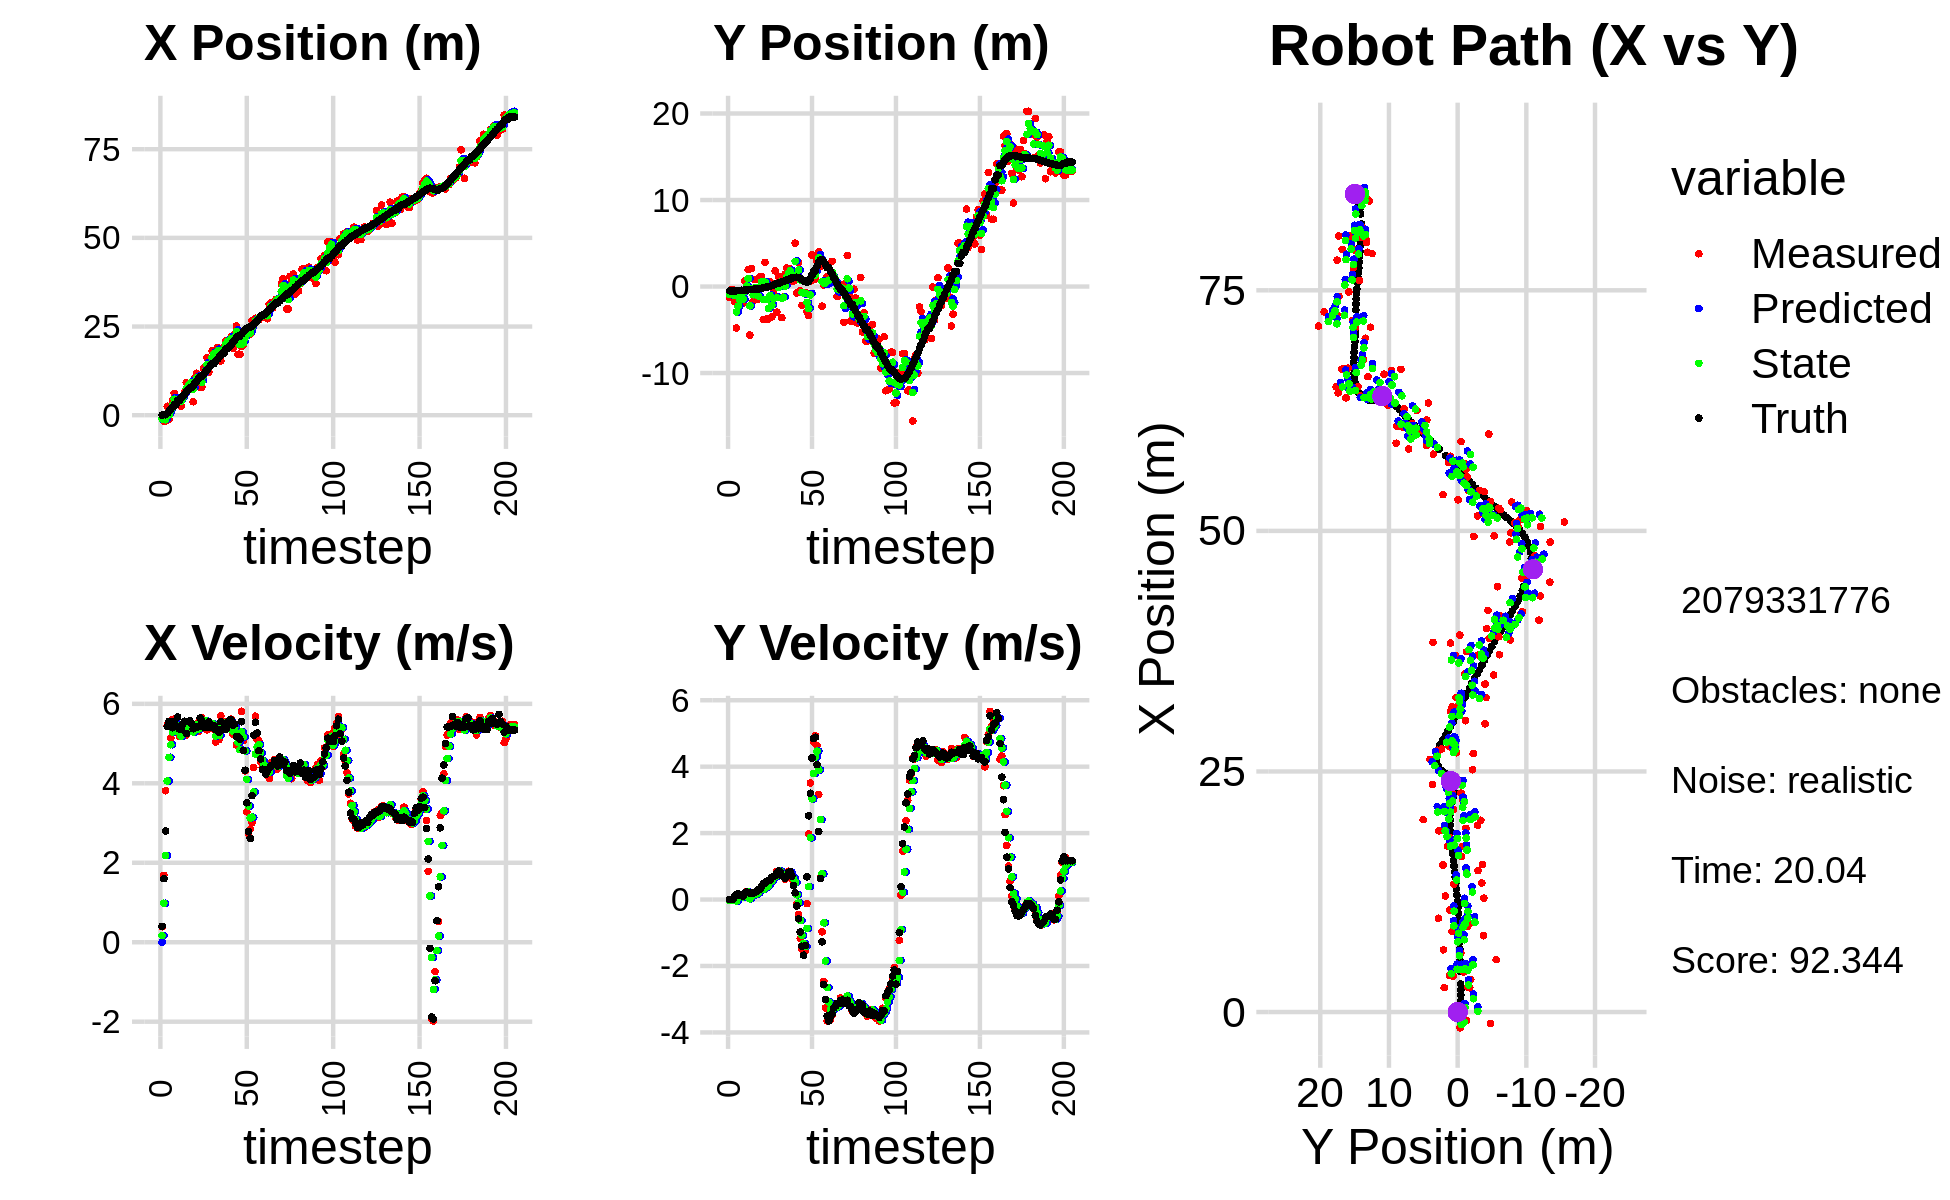 X Position (m)
75
50
25
0
0 50 100 150 200
timestep
Y Position (m)
20
10
0
-10
0 50 100 150 200
timestep
X Velocity (m/s)
6
4
2
0
-2
0 50 100 150 200
timestep
Y Velocity (m/s)
6
4
2
0
-2
-4
0 50 100 150 200
timestep
Robot Path (X vs Y)
X Position (m)
75
50
25
0
20 10 0 -10 -20
Y Position (m)
variable
Measured
Predicted
State
Truth
2079331776
Obstacles: none
Noise: realistic
Time: 20.04
Score: 92.344